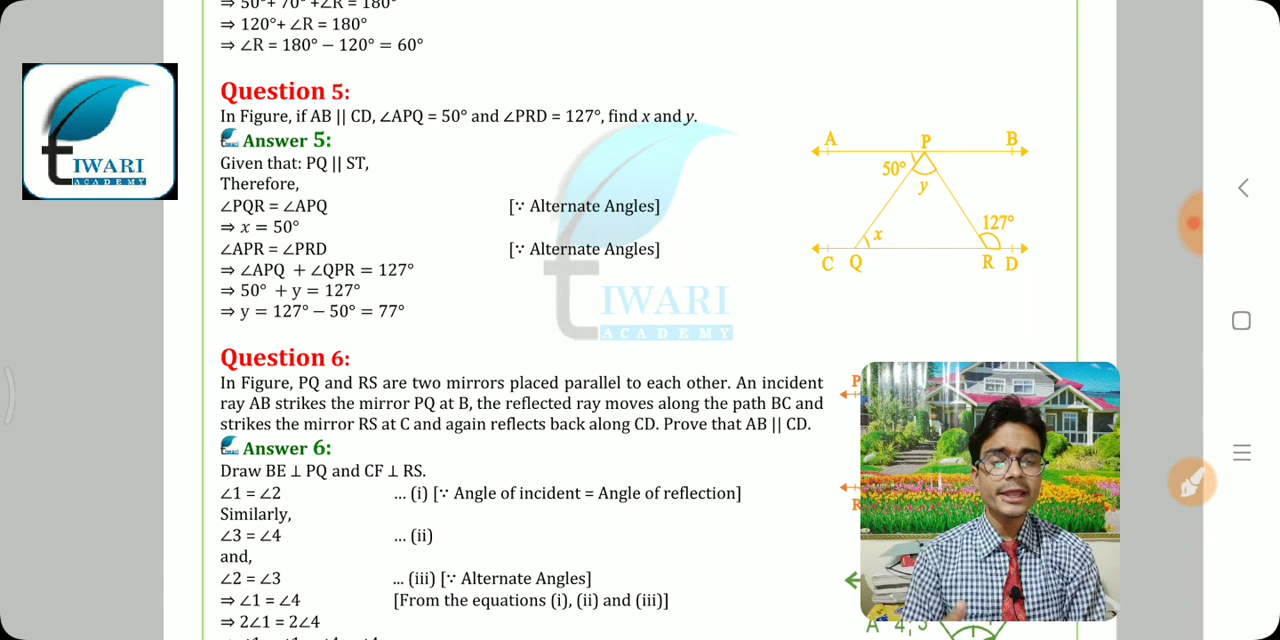 ⇒ 50°+ 70° +∠R = 180°
⇒ 120°+ ∠R = 180°
⇒ ∠R = 180° − 120° = 60°
TIWARI
ACADEMY
Question 5:
In Figure, if AB || CD, ∠APQ = 50° and ∠PRD = 127°, find x and y.
Answer 5:
Given that: PQ || ST,
Therefore,
∠PQR = ∠APQ [∵ Alternate Angles]
⇒ x = 50°
∠APR = ∠PRD [∵ Alternate Angles]
⇒ ∠APQ + ∠QPR = 127°
⇒ 50° + y = 127°
⇒ y = 127° − 50° = 77°
A P B
50°
y
127°
x
C Q R D
TIWARI
ACADEMY
Question 6:
In Figure, PQ and RS are two mirrors placed parallel to each other. An incident
ray AB strikes the mirror PQ at B, the reflected ray moves along the path BC and
strikes the mirror RS at C and again reflects back along CD. Prove that AB || CD.
P
R
Answer 6:
Draw BE ⊥ PQ and CF ⊥ RS.
∠1 = ∠2 ... (i) [∵ Angle of incident = Angle of reflection]
Similarly,
∠3 = ∠4 ... (ii)
and,
∠2 = ∠3 ... (iii) [∵ Alternate Angles]
⇒ ∠1 = ∠4 [From the equations (i), (ii) and (iii)]
⇒ 2∠1 = 2∠4